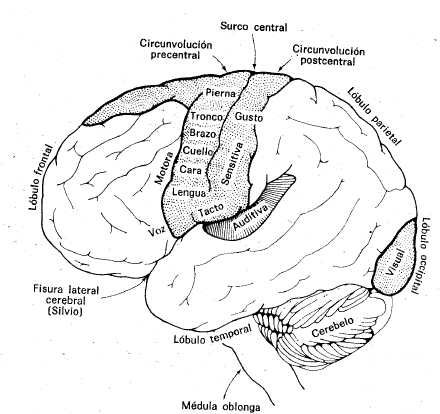 Surco central
Circunvolución
precentral
Circunvolución
postcentral
Lóbulo parietal
Pierna
Tronco
Gusto
Brazo
Cuello
Cara
Lengua
Motora
Sensitiva
Tacto
Voz
Auditiva
Lóbulo frontal
Lóbulo occipital
Visual
Fisura lateral
cerebral
(Silvio)
Lóbulo temporal
Cerebelo
Médula oblonga